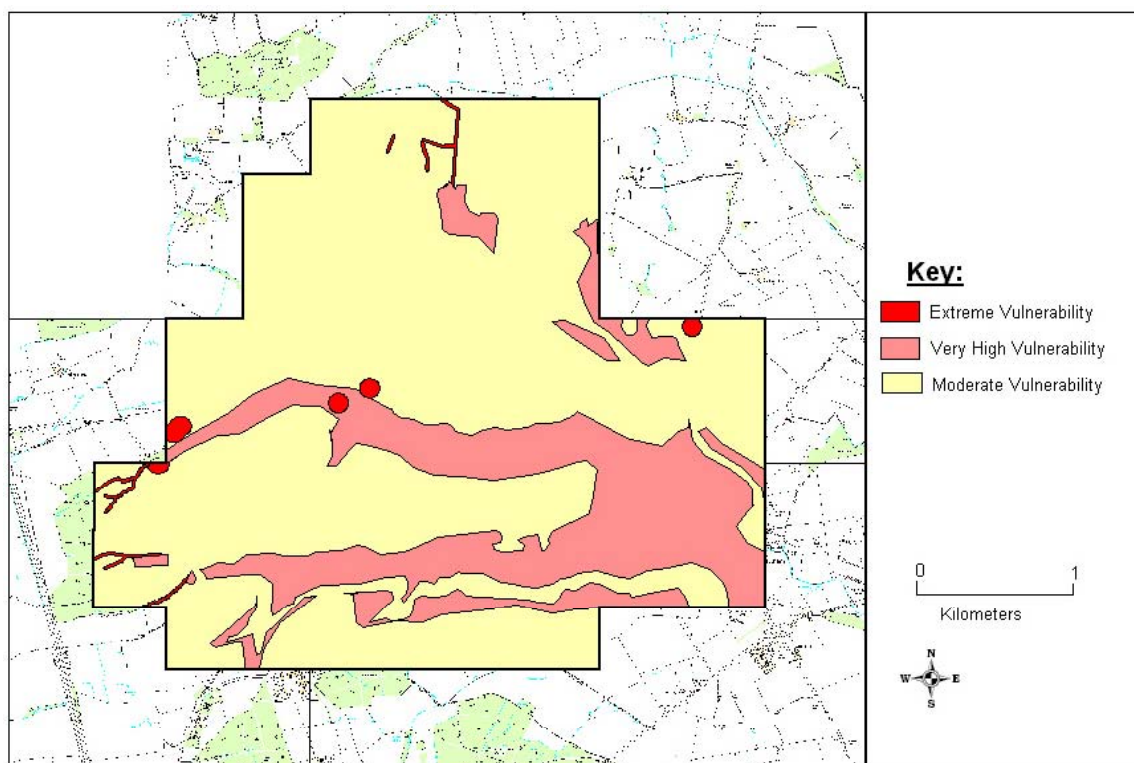 Key:
Extreme Vulnerability
Very High Vulnerability
Moderate Vulnerability
0 1
Kilometers
N
W E
S